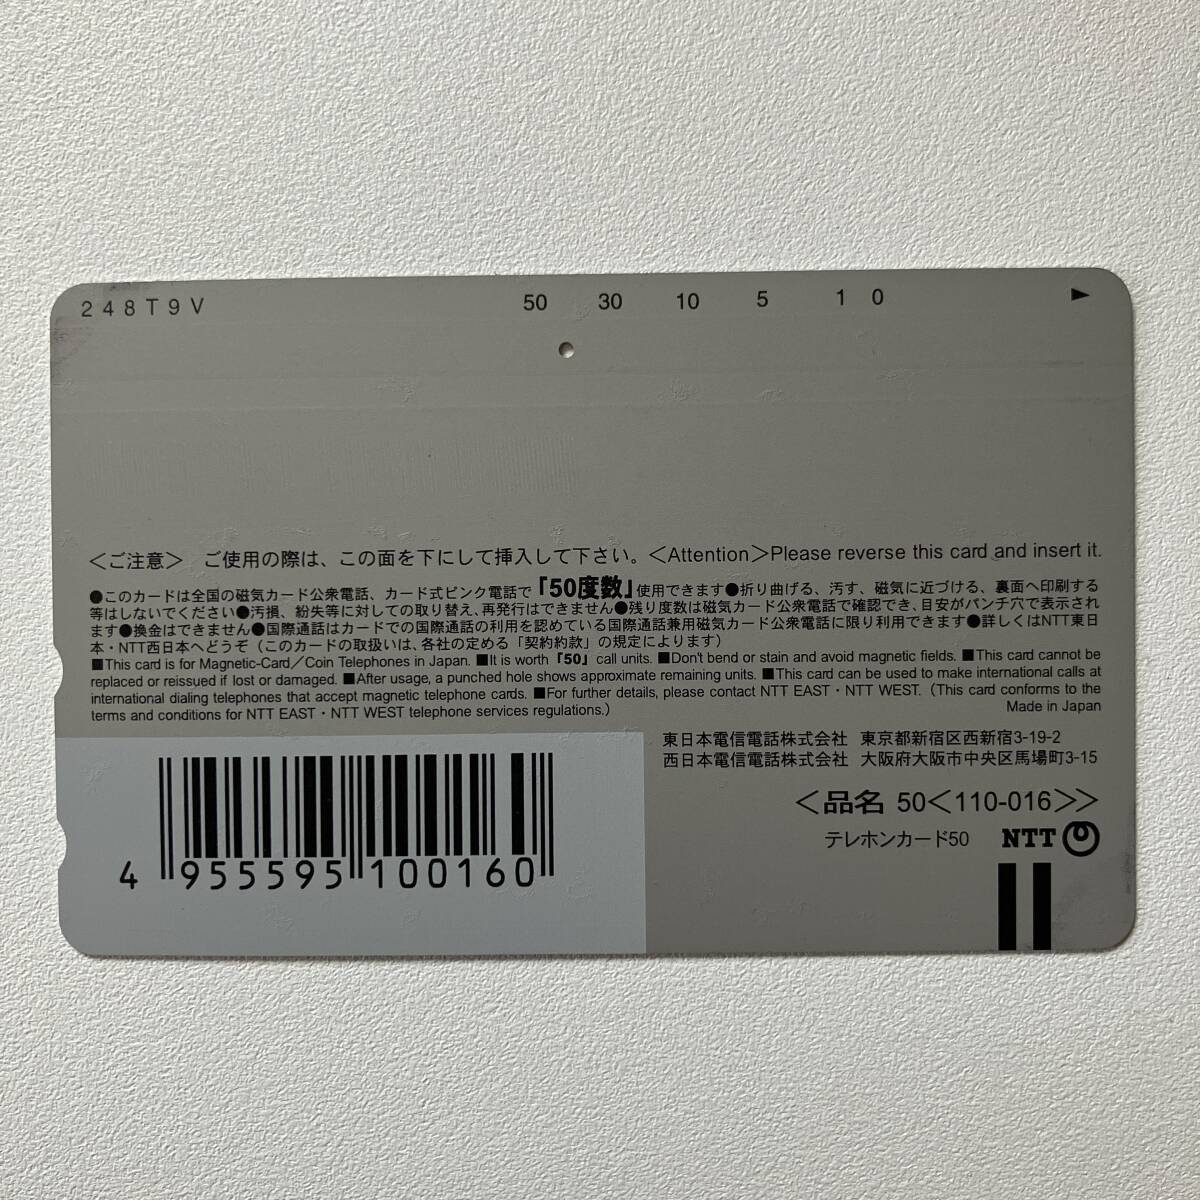 248T9V 50 30 10 5 1 0 ▶
＜ご注意＞ ご使用の際は、この面を下にして挿入して下さい。＜Attention＞Please reverse this card and insert it.
●このカードは全国の磁気カード公衆電話、カード式ピンク電話で「50度数」使用できます●折り曲げる、汚す、磁気に近づける、裏面へ印刷する
等はしないでください●汚損、紛失等に対しての取り替え、再発行はできません●残り度数は磁気カード公衆電話で確認でき、目安がパンチ穴で表示され
ます●換金はできません●国際通話はカードでの国際通話の利用を認めている国際通話兼用磁気カード公衆電話に限り利用できます●詳しくはNTT東日
本・NTT西日本へどうぞ（このカードの取扱いは、各社の定める「契約約款」の規定によります）
■This card is for Magnetic-Card／Coin Telephones in Japan. ■It is worth「50」call units. ■Don't bend or stain and avoid magnetic fields. ■This card cannot be
replaced or reissued if lost or damaged. ■After usage, a punched hole shows approximate remaining units. ■This card can be used to make international calls at
international dialing telephones that accept magnetic telephone cards. ■For further details, please contact NTT EAST・NTT WEST.（This card conforms to the
terms and conditions for NTT EAST・NTT WEST telephone services regulations.） Made in Japan
東日本電信電話株式会社 東京都新宿区西新宿3-19-2
西日本電信電話株式会社 大阪府大阪市中央区馬場町3-15
＜品名 50＜110-016＞＞
テレホンカード50 NTT
4 955595 100160